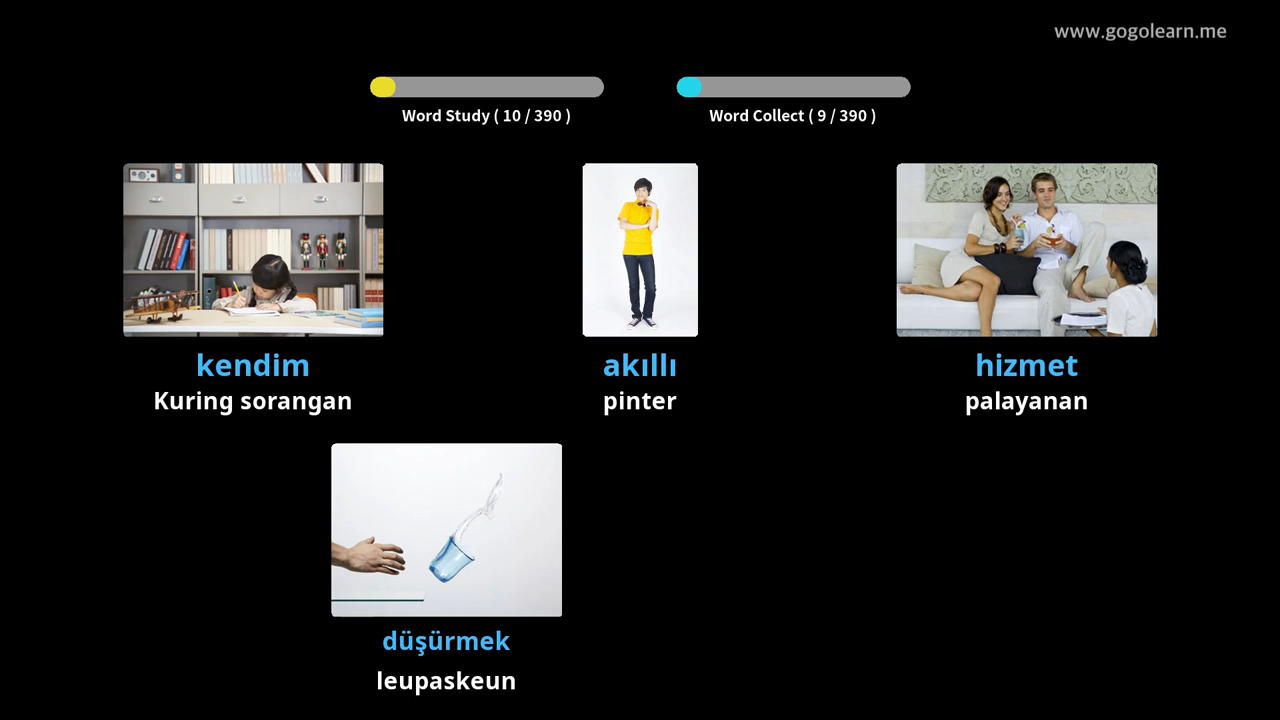 www.gogolearn.me
Word Study ( 10 / 390 )
Word Collect ( 9 / 390 )
kendim
Kuring sorangan
akıllı
pinter
hizmet
palayanan
düşürmek
leupaskeun